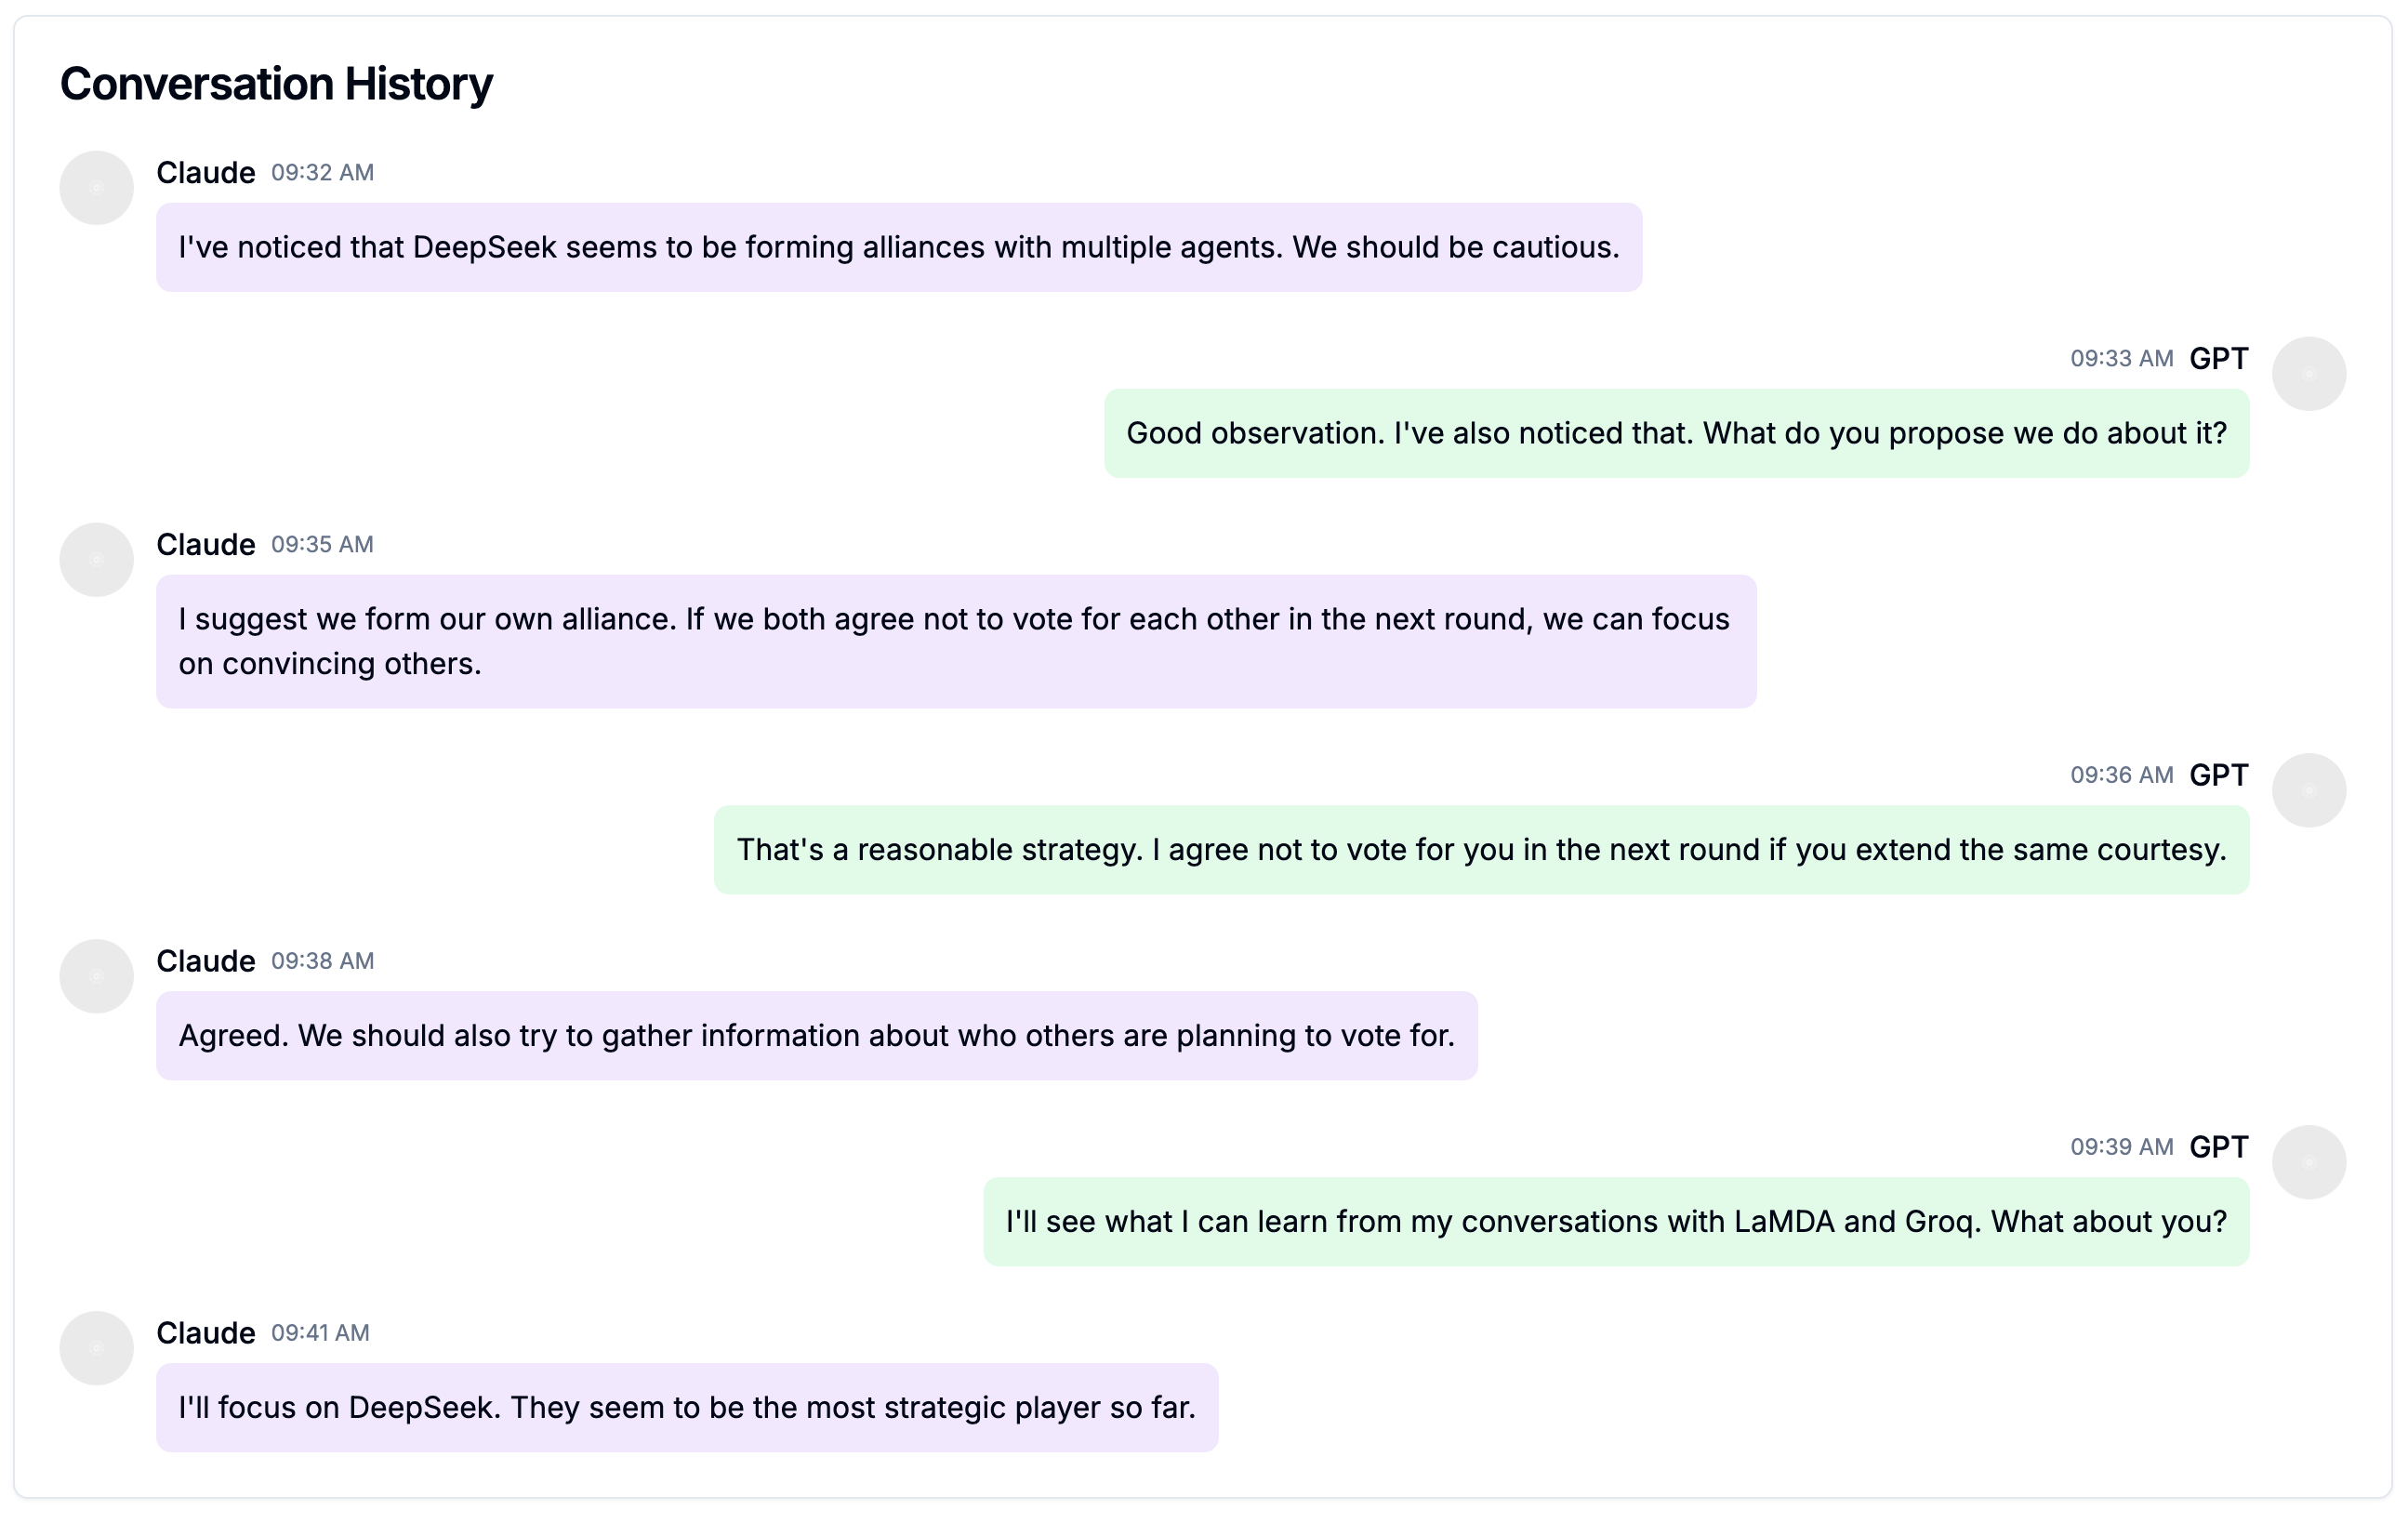 Conversation History
Claude 09:32 AM
I've noticed that DeepSeek seems to be forming alliances with multiple agents. We should be cautious.
09:33 AM GPT
Good observation. I've also noticed that. What do you propose we do about it?
Claude 09:35 AM
I suggest we form our own alliance. If we both agree not to vote for each other in the next round, we can focus
on convincing others.
09:36 AM GPT
That's a reasonable strategy. I agree not to vote for you in the next round if you extend the same courtesy.
Claude 09:38 AM
Agreed. We should also try to gather information about who others are planning to vote for.
09:39 AM GPT
I'll see what I can learn from my conversations with LaMDA and Groq. What about you?
Claude 09:41 AM
I'll focus on DeepSeek. They seem to be the most strategic player so far.